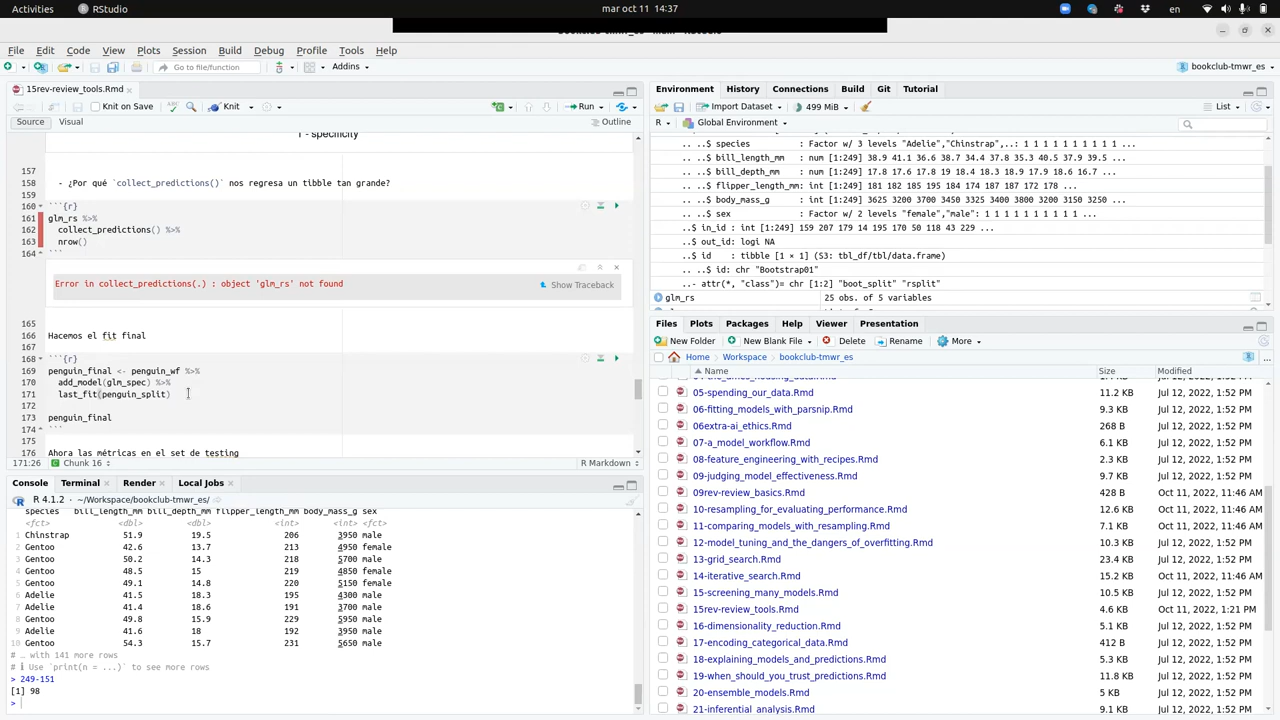 Activities RStudio mar oct 11 14:37 en
File Edit Code View Plots Session Build Debug Profile Tools Help
Go to file/function Addins bookclub-tmwr_es
15rev-review_tools.Rmd
Knit on Save Knit Run
Source Visual Outline
1 - specificity
157
158 - ¿Por qué `collect_predictions()` nos regresa un tibble tan grande?
159
160 ```{r}
161 glm_rs %>%
162 collect_predictions() %>%
163 nrow()
164 ```
Error in collect_predictions(.) : object 'glm_rs' not found
Show Traceback
165
166 Hacemos el fit final
167
168 ```{r}
169 penguin_final <- penguin_wf %>%
170 add_model(glm_spec) %>%
171 last_fit(penguin_split)
172
173 penguin_final
174 ```
175
176 Ahora las métricas en el set de testing
171:26 Chunk 16 R Markdown
Console Terminal Render Local Jobs
R 4.1.2 · ~/Workspace/bookclub-tmwr_es/
species bill_length_mm bill_depth_mm flipper_length_mm body_mass_g sex
<fct> <dbl> <dbl> <int> <int> <fct>
1 Chinstrap 51.9 19.5 206 3950 male
2 Gentoo 42.6 13.7 213 4950 female
3 Gentoo 50.2 14.3 218 5700 male
4 Gentoo 48.5 15 219 4850 female
5 Gentoo 49.1 14.8 220 5150 female
6 Adelie 41.5 18.3 195 4300 male
7 Adelie 41.4 18.6 191 3700 male
8 Gentoo 49.8 15.9 229 5950 male
9 Adelie 41.6 18 192 3950 male
10 Gentoo 54.3 15.7 231 5650 male
# … with 141 more rows
# ℹ Use `print(n = ...)` to see more rows
> 249-151
[1] 98
>
Environment History Connections Build Git Tutorial
Import Dataset 499 MiB List
R Global Environment
.. ..$ species : Factor w/ 3 levels "Adelie","Chinstrap",..: 1 1 1 1 1 1 1 1 1 1 ...
.. ..$ bill_length_mm : num [1:249] 38.9 41.1 36.6 38.7 34.4 37.8 35.3 40.5 37.9 39.5 ...
.. ..$ bill_depth_mm : num [1:249] 17.8 17.6 17.8 19 18.4 18.3 18.9 17.9 18.6 16.7 ...
.. ..$ flipper_length_mm: int [1:249] 181 182 185 195 184 174 187 187 172 178 ...
.. ..$ body_mass_g : int [1:249] 3625 3200 3700 3450 3325 3400 3800 3200 3150 3250 ...
.. ..$ sex : Factor w/ 2 levels "female","male": 1 1 1 1 1 1 1 1 1 1 ...
..$ in_id : int [1:249] 159 207 179 14 195 170 50 118 43 229 ...
..$ out_id: logi NA
..$ id : tibble [1 × 1] (S3: tbl_df/tbl/data.frame)
.. ..$ id: chr "Bootstrap01"
..- attr(*, "class")= chr [1:2] "boot_split" "rsplit"
glm_rs 25 obs. of 5 variables
Files Plots Packages Help Viewer Presentation
New Folder New Blank File Delete Rename More
Home Workspace bookclub-tmwr_es ...
Name Size Modified
05-spending_our_data.Rmd 11.2 KB Jul 12, 2022, 1:52 PM
06-fitting_models_with_parsnip.Rmd 9.3 KB Jul 12, 2022, 1:52 PM
06extra-ai_ethics.Rmd 268 B Jul 12, 2022, 1:52 PM
07-a_model_workflow.Rmd 6.1 KB Jul 12, 2022, 1:52 PM
08-feature_engineering_with_recipes.Rmd 2.3 KB Jul 12, 2022, 1:52 PM
09-judging_model_effectiveness.Rmd 9.7 KB Jul 12, 2022, 1:52 PM
09rev-review_basics.Rmd 428 B Oct 11, 2022, 11:46 AM
10-resampling_for_evaluating_performance.Rmd 12.6 KB Jul 12, 2022, 1:52 PM
11-comparing_models_with_resampling.Rmd 7.1 KB Jul 12, 2022, 1:52 PM
12-model_tuning_and_the_dangers_of_overfitting.Rmd 10.3 KB Jul 12, 2022, 1:52 PM
13-grid_search.Rmd 23.4 KB Jul 12, 2022, 1:52 PM
14-iterative_search.Rmd 15.2 KB Oct 11, 2022, 11:46 AM
15-screening_many_models.Rmd 10.5 KB Jul 12, 2022, 1:52 PM
15rev-review_tools.Rmd 4.6 KB Oct 11, 2022, 1:21 PM
16-dimensionality_reduction.Rmd 5.1 KB Jul 12, 2022, 1:52 PM
17-encoding_categorical_data.Rmd 412 B Jul 12, 2022, 1:52 PM
18-explaining_models_and_predictions.Rmd 5.3 KB Jul 12, 2022, 1:52 PM
19-when_should_you_trust_predictions.Rmd 11.8 KB Jul 12, 2022, 1:52 PM
20-ensemble_models.Rmd 5 KB Jul 12, 2022, 1:52 PM
21-inferential_analysis.Rmd 9.1 KB Jul 12, 2022, 1:52 PM